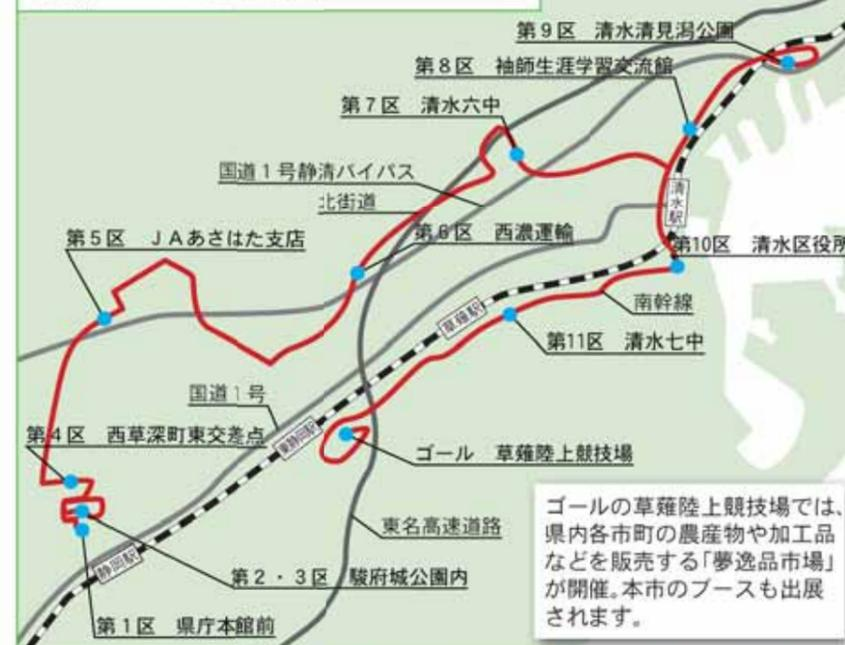 第9区　清水清見潟公園
第8区　袖師生涯学習交流館
第7区　清水六中
国道1号静清バイパス
北街道
清水駅
第5区　ＪＡあさはた支店
第6区　西濃運輸
第10区　清水区役所
南幹線
草薙駅
第11区　清水七中
国道1号
東静岡駅
第4区　西草深町東交差点
ゴール　草薙陸上競技場
東名高速道路
静岡駅
第2・3区　駿府城公園内
第1区　県庁本館前
ゴールの草薙陸上競技場では、
県内各市町の農産物や加工品
などを販売する「夢逸品市場」
が開催。本市のブースも出展
されます。